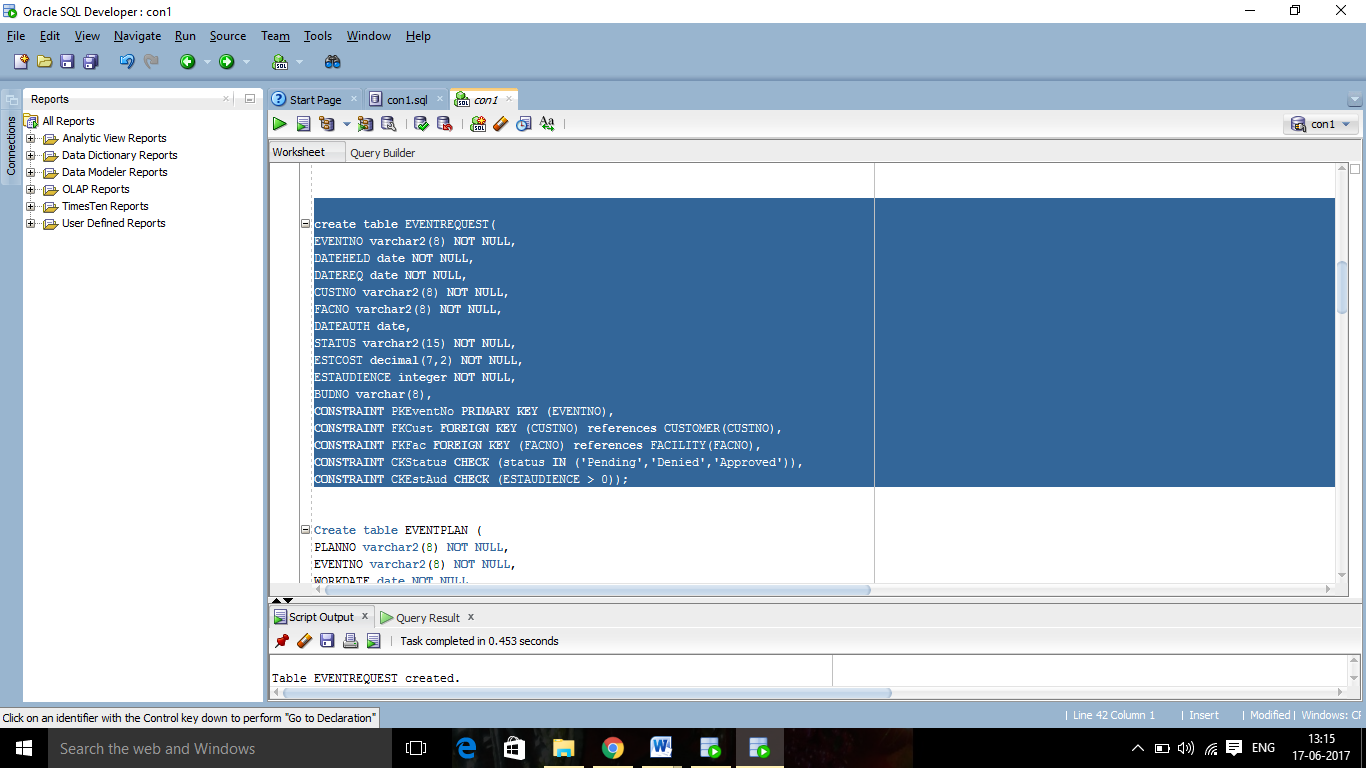 Oracle SQL Developer : con1
File Edit View Navigate Run Source Team Tools Window Help
Connections
Reports
All Reports
Analytic View Reports
Data Dictionary Reports
Data Modeler Reports
OLAP Reports
TimesTen Reports
User Defined Reports
Start Page con1.sql con1
con1
Worksheet Query Builder
create table EVENTREQUEST(
EVENTNO varchar2(8) NOT NULL,
DATEHELD date NOT NULL,
DATEREQ date NOT NULL,
CUSTNO varchar2(8) NOT NULL,
FACNO varchar2(8) NOT NULL,
DATEAUTH date,
STATUS varchar2(15) NOT NULL,
ESTCOST decimal(7,2) NOT NULL,
ESTAUDIENCE integer NOT NULL,
BUDNO varchar(8),
CONSTRAINT PKEventNo PRIMARY KEY (EVENTNO),
CONSTRAINT FKCust FOREIGN KEY (CUSTNO) references CUSTOMER(CUSTNO),
CONSTRAINT FKFac FOREIGN KEY (FACNO) references FACILITY(FACNO),
CONSTRAINT CKStatus CHECK (status IN ('Pending','Denied','Approved')),
CONSTRAINT CKEstAud CHECK (ESTAUDIENCE > 0));
Create table EVENTPLAN (
PLANNO varchar2(8) NOT NULL,
EVENTNO varchar2(8) NOT NULL,
WORKDATE date NOT NULL
Script Output Query Result
Task completed in 0.453 seconds
Table EVENTREQUEST created.
Click on an identifier with the Control key down to perform "Go to Declaration"
Line 42 Column 1 Insert Modified Windows: CF
Search the web and Windows
ENG
13:15
17-06-2017